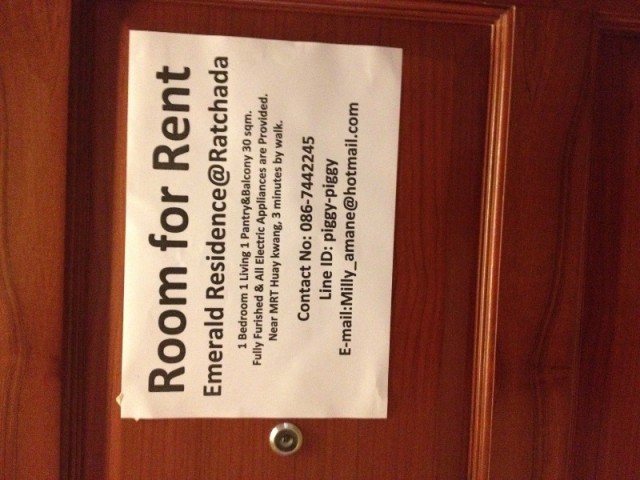 Room for Rent
Emerald Residence@Ratchada
1 Bedroom 1 Living 1 Pantry&Balcony 30 sqm.
Fully Furished & All Electric Appliances are Provided.
Near MRT Huay kwang, 3 minutes by walk.
Contact No: 086-7442245
Line ID: piggy-piggy
E-mail:Milly_amane@hotmail.com